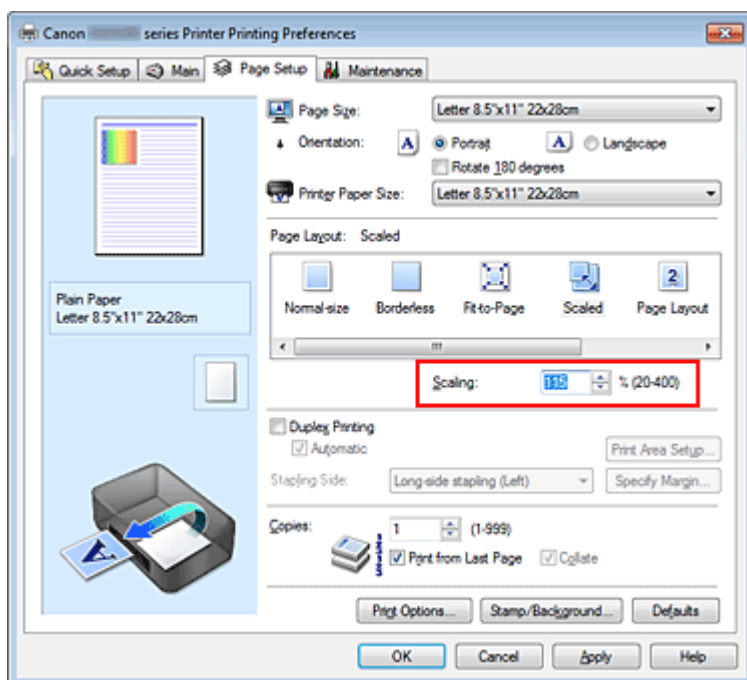 Canon series Printer Printing Preferences
Quick Setup Main Page Setup Maintenance
Page Size: Letter 8.5"x11" 22x28cm
Orientation: A Portrait A Landscape
Rotate 180 degrees
Printer Paper Size: Letter 8.5"x11" 22x28cm
Page Layout: Scaled
Normal-size Borderless Fit-to-Page Scaled 2 Page Layout
Plain Paper
Letter 8.5"x11" 22x28cm
Scaling: 115 % (20-400)
Duplex Printing
Automatic Print Area Setup...
Stapling Side: Long-side stapling (Left) Specify Margin...
Copies: 1 (1-999)
Print from Last Page Collate
Print Options... Stamp/Background... Defaults
OK Cancel Apply Help